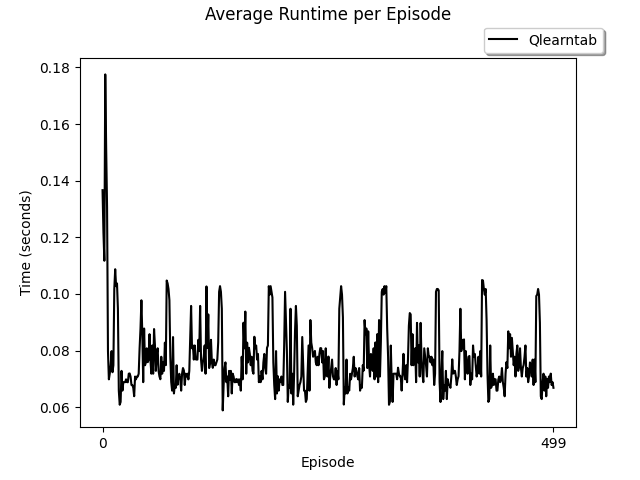 Average Runtime per Episode
Qlearntab
0.18
0.16
0.14
0.12
0.10
0.08
0.06
Time (seconds)
0
499
Episode